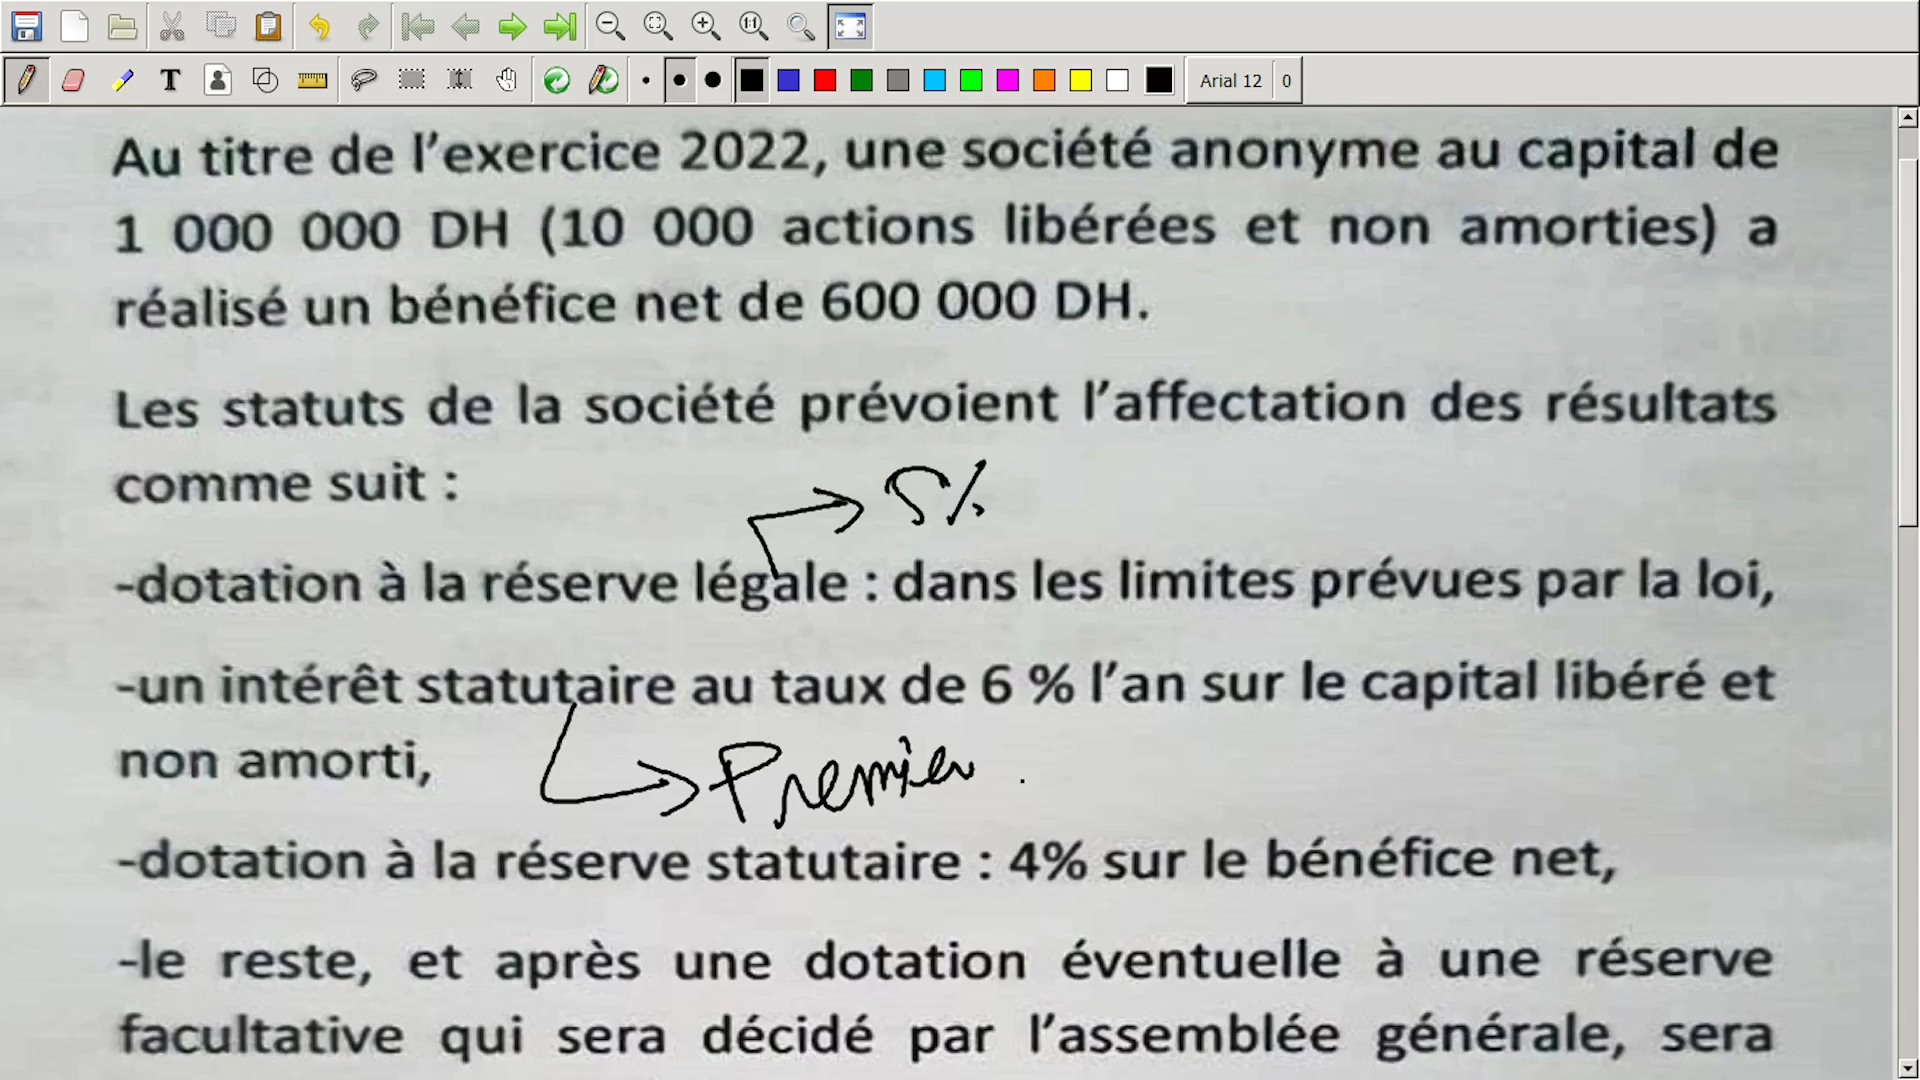 T
1:1
Arial 12 0
Au titre de l'exercice 2022, une société anonyme au capital de
1 000 000 DH (10 000 actions libérées et non amorties) a
réalisé un bénéfice net de 600 000 DH.
Les statuts de la société prévoient l'affectation des résultats
comme suit :
5%
-dotation à la réserve légale : dans les limites prévues par la loi,
-un intérêt statutaire au taux de 6 % l'an sur le capital libéré et
non amorti,
Premier
-dotation à la réserve statutaire : 4% sur le bénéfice net,
-le reste, et après une dotation éventuelle à une réserve
facultative qui sera décidé par l'assemblée générale, sera